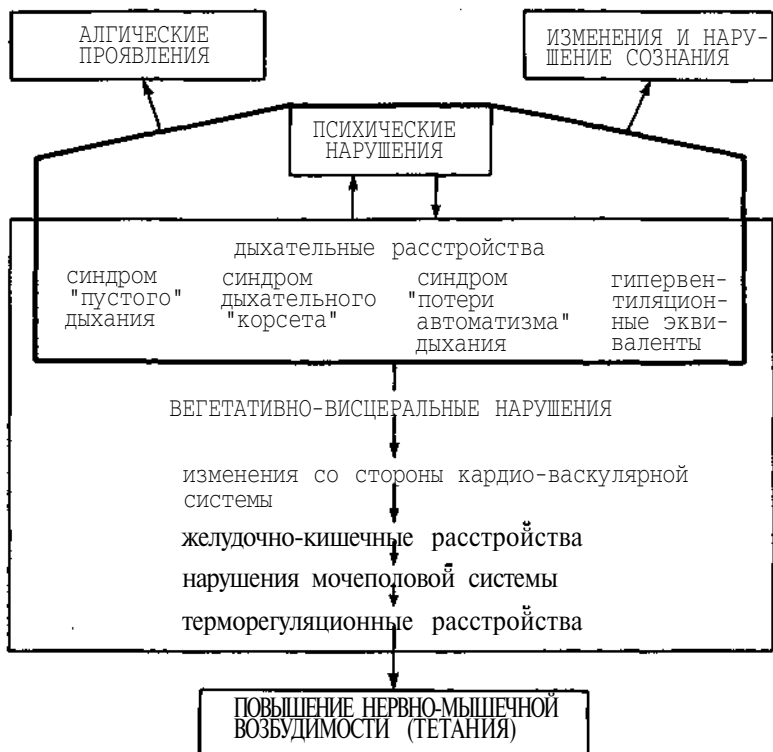 АЛГИЧЕСКИЕ
ПРОЯВЛЕНИЯ
ИЗМЕНЕНИЯ И НАРУ-
ШЕНИЕ СОЗНАНИЯ
ПСИХИЧЕСКИЕ
НАРУШЕНИЯ
дыхательные расстройства
синдром
"пустого"
дыхания
синдром
дыхательного
"корсета"
синдром
"потери
автоматизма"
дыхания
гипервен-
тиляцион-
ные экви-
валенты
ВЕГЕТАТИВНО-ВИСЦЕРАЛЬНЫЕ НАРУШЕНИЯ
изменения со стороны кардио-васкулярной
системы
желудочно-кишечные расстройства
нарушения мочеполовой системы
терморегуляционные расстройства
ПОВЫШЕНИЕ НЕРВНО-МЫШЕЧНОЙ
ВОЗБУДИМОСТИ (ТЕТАНИЯ)